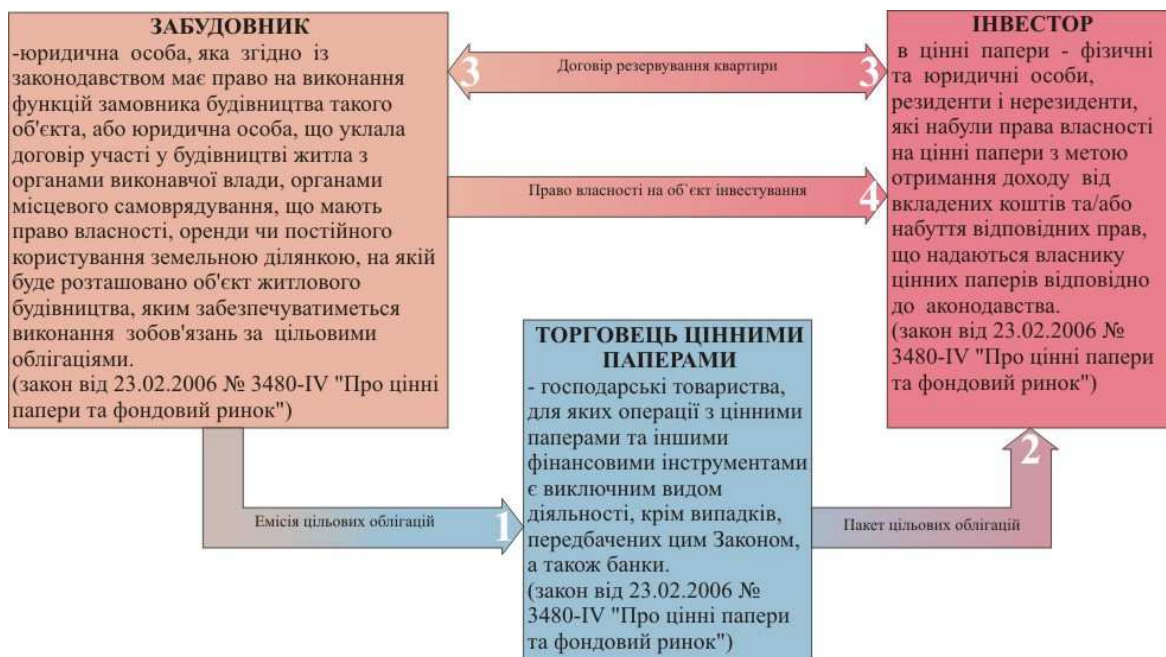 ЗАБУДОВНИК
-юридична особа, яка згідно із
законодавством має право на виконання
функцій замовника будівництва такого
об'єкта, або юридична особа, що уклала
договір участі у будівництві житла з
органами виконавчої влади, органами
місцевого самоврядування, що мають
право власності, оренди чи постійного
користування земельною ділянкою, на якій
буде розташовано об'єкт житлового
будівництва, яким забезпечуватиметься
виконання зобов'язань за цільовими
облігаціями.
(закон від 23.02.2006 № 3480-IV "Про цінні
папери та фондовий ринок")
3
Договір резервування квартири
3
Право власності на об`єкт інвестування
4
ІНВЕСТОР
в цінні папери - фізичні
та юридичні особи,
резиденти і нерезиденти,
які набули права власності
на цінні папери з метою
отримання доходу від
вкладених коштів та/або
набуття відповідних прав,
що надаються власнику
цінних паперів відповідно
до аконодавства.
(закон від 23.02.2006 №
3480-IV "Про цінні папери
та фондовий ринок")
Емісія цільових облігацій
1
ТОРГОВЕЦЬ ЦІННИМИ
ПАПЕРАМИ
- господарські товариства,
для яких операції з цінними
паперами та іншими
фінансовими інструментами
є виключним видом
діяльності, крім випадків,
передбачених цим Законом,
а також банки.
(закон від 23.02.2006 №
3480-IV "Про цінні папери
та фондовий ринок")
Пакет цільових облігацій
2